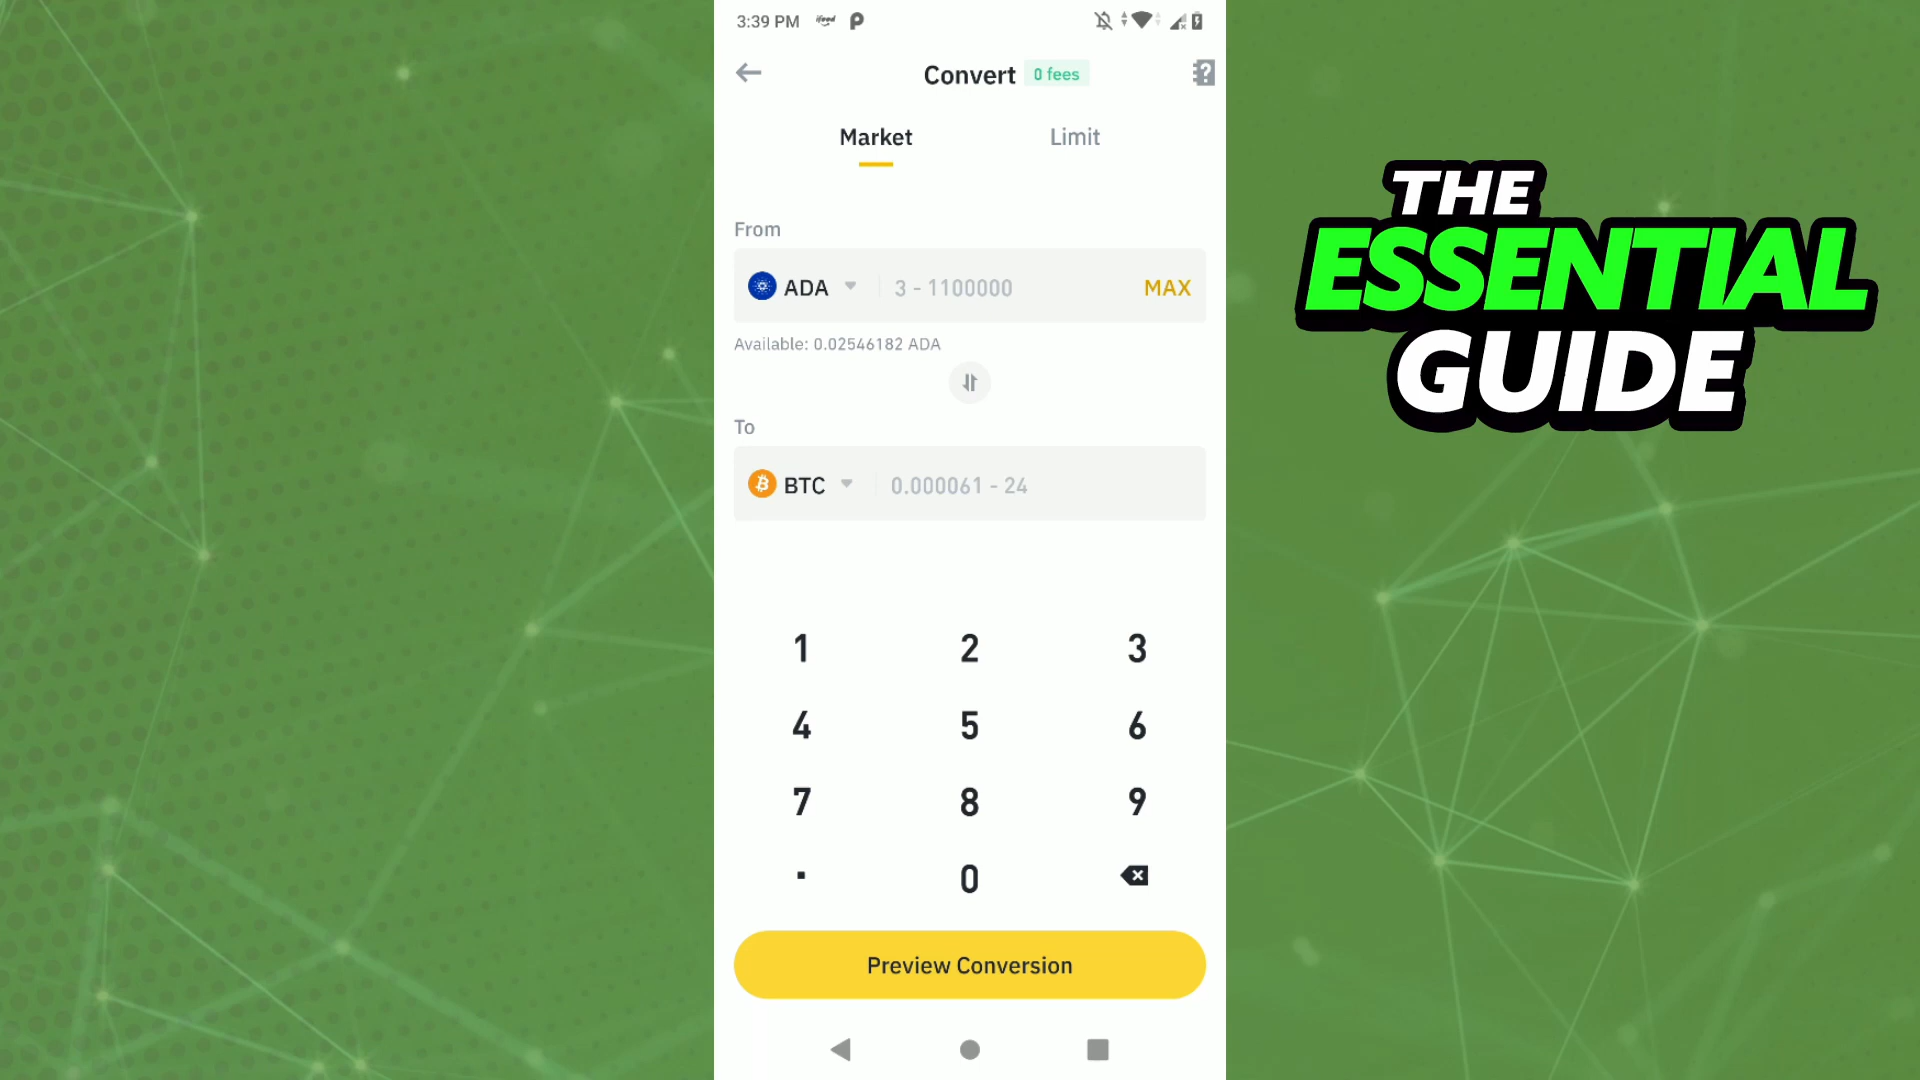 3:39 PM ifood
Convert 0 fees
Market Limit
From
ADA 3 - 1100000 MAX
Available: 0.02546182 ADA
To
BTC 0.000061 - 24
1 2 3
4 5 6
7 8 9
. 0
Preview Conversion
THE
ESSENTIAL
GUIDE